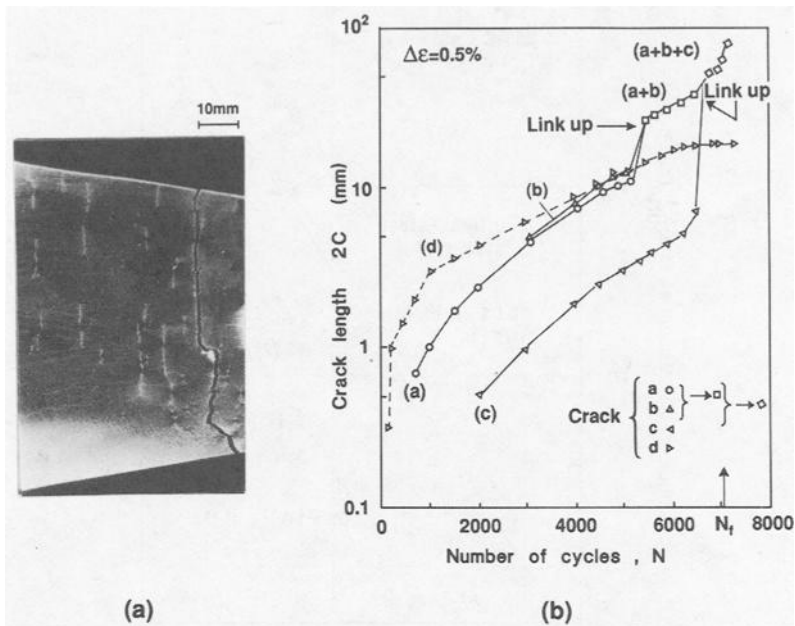 10mm
(a)
10²
10
1
0.1
Crack length 2C (mm)
Δε=0.5%
(a+b+c)
(a+b)
Link up
Link up
(b)
(d)
(a)
(c)
Crack
a
b
c
d
0 2000 4000 6000 Nf 8000
Number of cycles , N
(b)